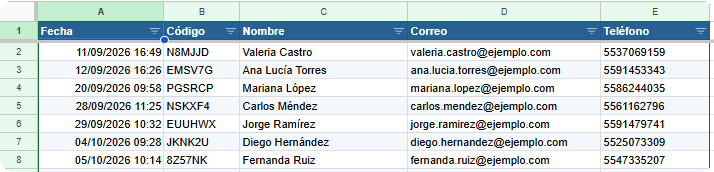 A B C D E
1 Fecha Código Nombre Correo Teléfono
2 11/09/2026 16:49 N8MJJD Valeria Castro valeria.castro@ejemplo.com 5537069159
3 12/09/2026 16:26 EMSV7G Ana Lucía Torres ana.lucia.torres@ejemplo.com 5591453343
4 20/09/2026 09:58 PGSRCP Mariana López mariana.lopez@ejemplo.com 5586244035
5 28/09/2026 11:25 NSKXF4 Carlos Méndez carlos.mendez@ejemplo.com 5561162796
6 29/09/2026 10:32 EUUHWX Jorge Ramírez jorge.ramirez@ejemplo.com 5591479741
7 04/10/2026 09:28 JKNK2U Diego Hernández diego.hernandez@ejemplo.com 5525073309
8 05/10/2026 10:14 8Z57NK Fernanda Ruiz fernanda.ruiz@ejemplo.com 5547335207